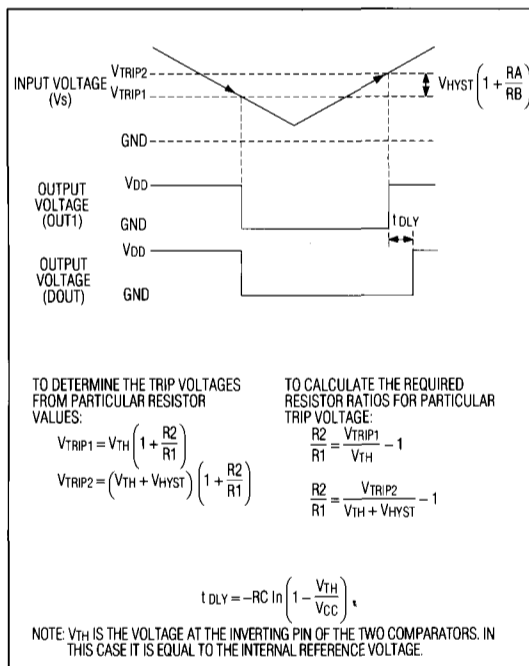 INPUT VOLTAGE
(Vs)
VTRIP2
VTRIP1
VHYST (1 + RA/RB)
GND
OUTPUT
VOLTAGE
(OUT1)
VDD
GND
t DLY
OUTPUT
VOLTAGE
(DOUT)
VDD
GND
TO DETERMINE THE TRIP VOLTAGES
FROM PARTICULAR RESISTOR
VALUES:
VTRIP1 = VTH (1 + R2/R1)
VTRIP2 = (VTH + VHYST) (1 + R2/R1)
TO CALCULATE THE REQUIRED
RESISTOR RATIOS FOR PARTICULAR
TRIP VOLTAGE:
R2/R1 = VTRIP1/VTH - 1
R2/R1 = VTRIP2/(VTH + VHYST) - 1
t DLY = -RC ln (1 - VTH/VCC),
NOTE: VTH IS THE VOLTAGE AT THE INVERTING PIN OF THE TWO COMPARATORS. IN
THIS CASE IT IS EQUAL TO THE INTERNAL REFERENCE VOLTAGE.